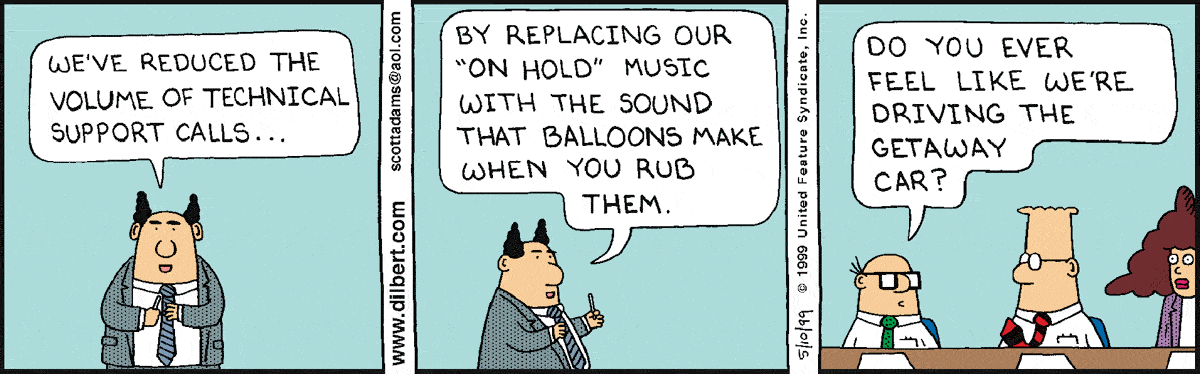 WE'VE REDUCED THE
VOLUME OF TECHNICAL
SUPPORT CALLS...
www.dilbert.com scottadams@aol.com
BY REPLACING OUR
"ON HOLD" MUSIC
WITH THE SOUND
THAT BALLOONS MAKE
WHEN YOU RUB
THEM.
5/10/99 © 1999 United Feature Syndicate, Inc.
DO YOU EVER
FEEL LIKE WE'RE
DRIVING THE
GETAWAY
CAR?